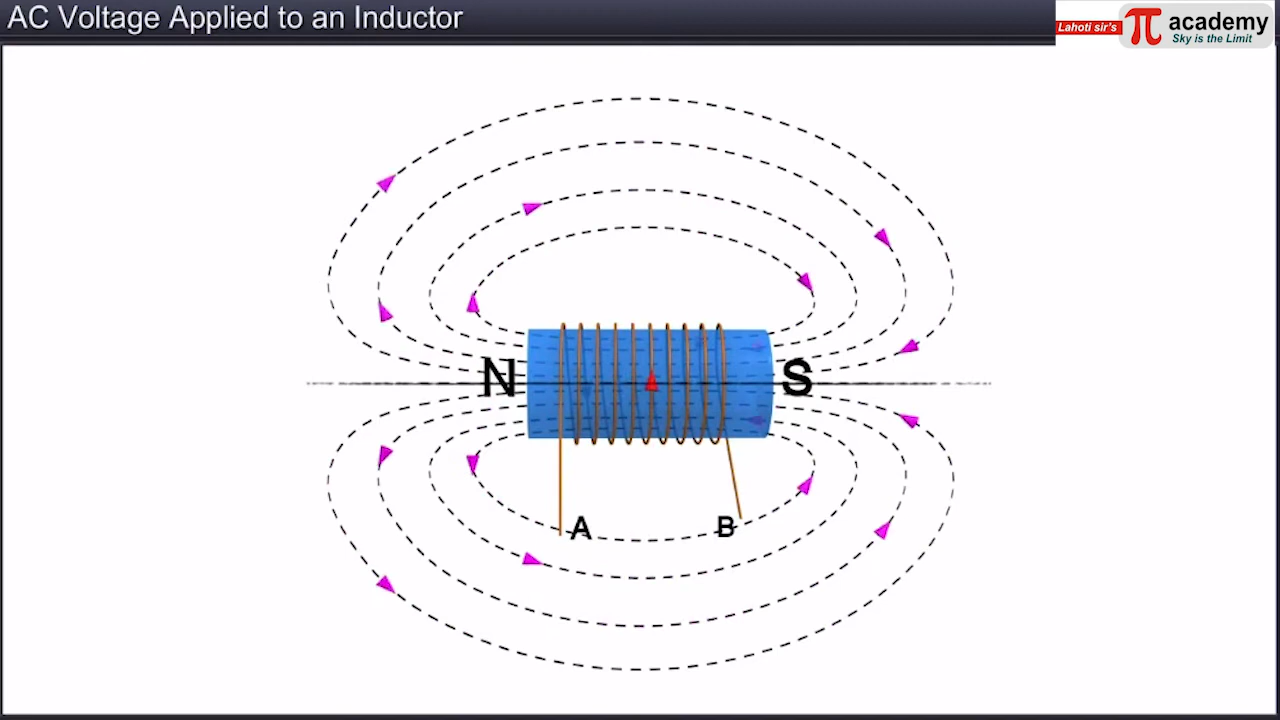 AC Voltage Applied to an Inductor
Lahoti sir's
π academy
Sky is the Limit
N
S
A
B